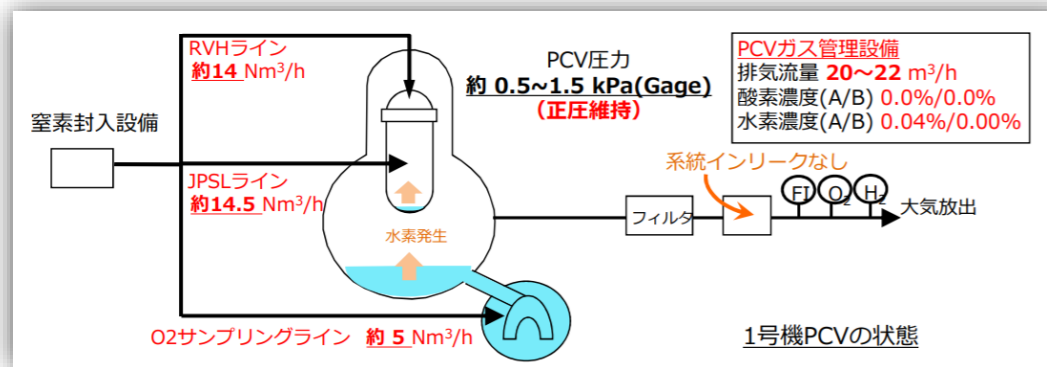 RVHライン
約14 Nm³/h
PCV圧力
約 0.5~1.5 kPa(Gage)
（正圧維持）
PCVガス管理設備
排気流量 20～22 m³/h
酸素濃度(A/B) 0.0%/0.0%
水素濃度(A/B) 0.04%/0.00%
窒素封入設備
JPSLライン
約14.5 Nm³/h
系統インリークなし
水素発生
フィルタ
FI
O₂
H₂
大気放出
O2サンプリングライン 約 5 Nm³/h
1号機PCVの状態